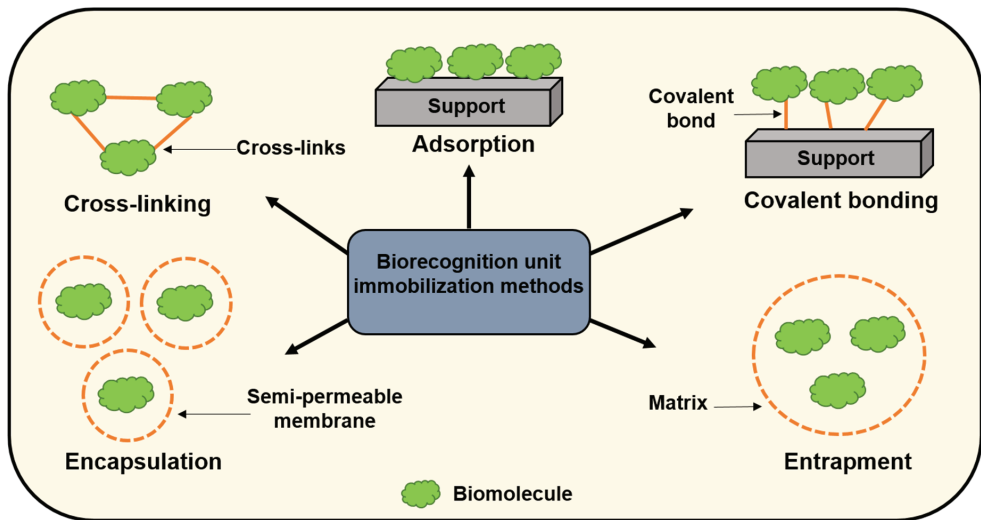 Support
Adsorption
Covalent
bond
Support
Covalent bonding
Cross-links
Cross-linking
Biorecognition unit
immobilization methods
Semi-permeable
membrane
Encapsulation
Matrix
Entrapment
Biomolecule